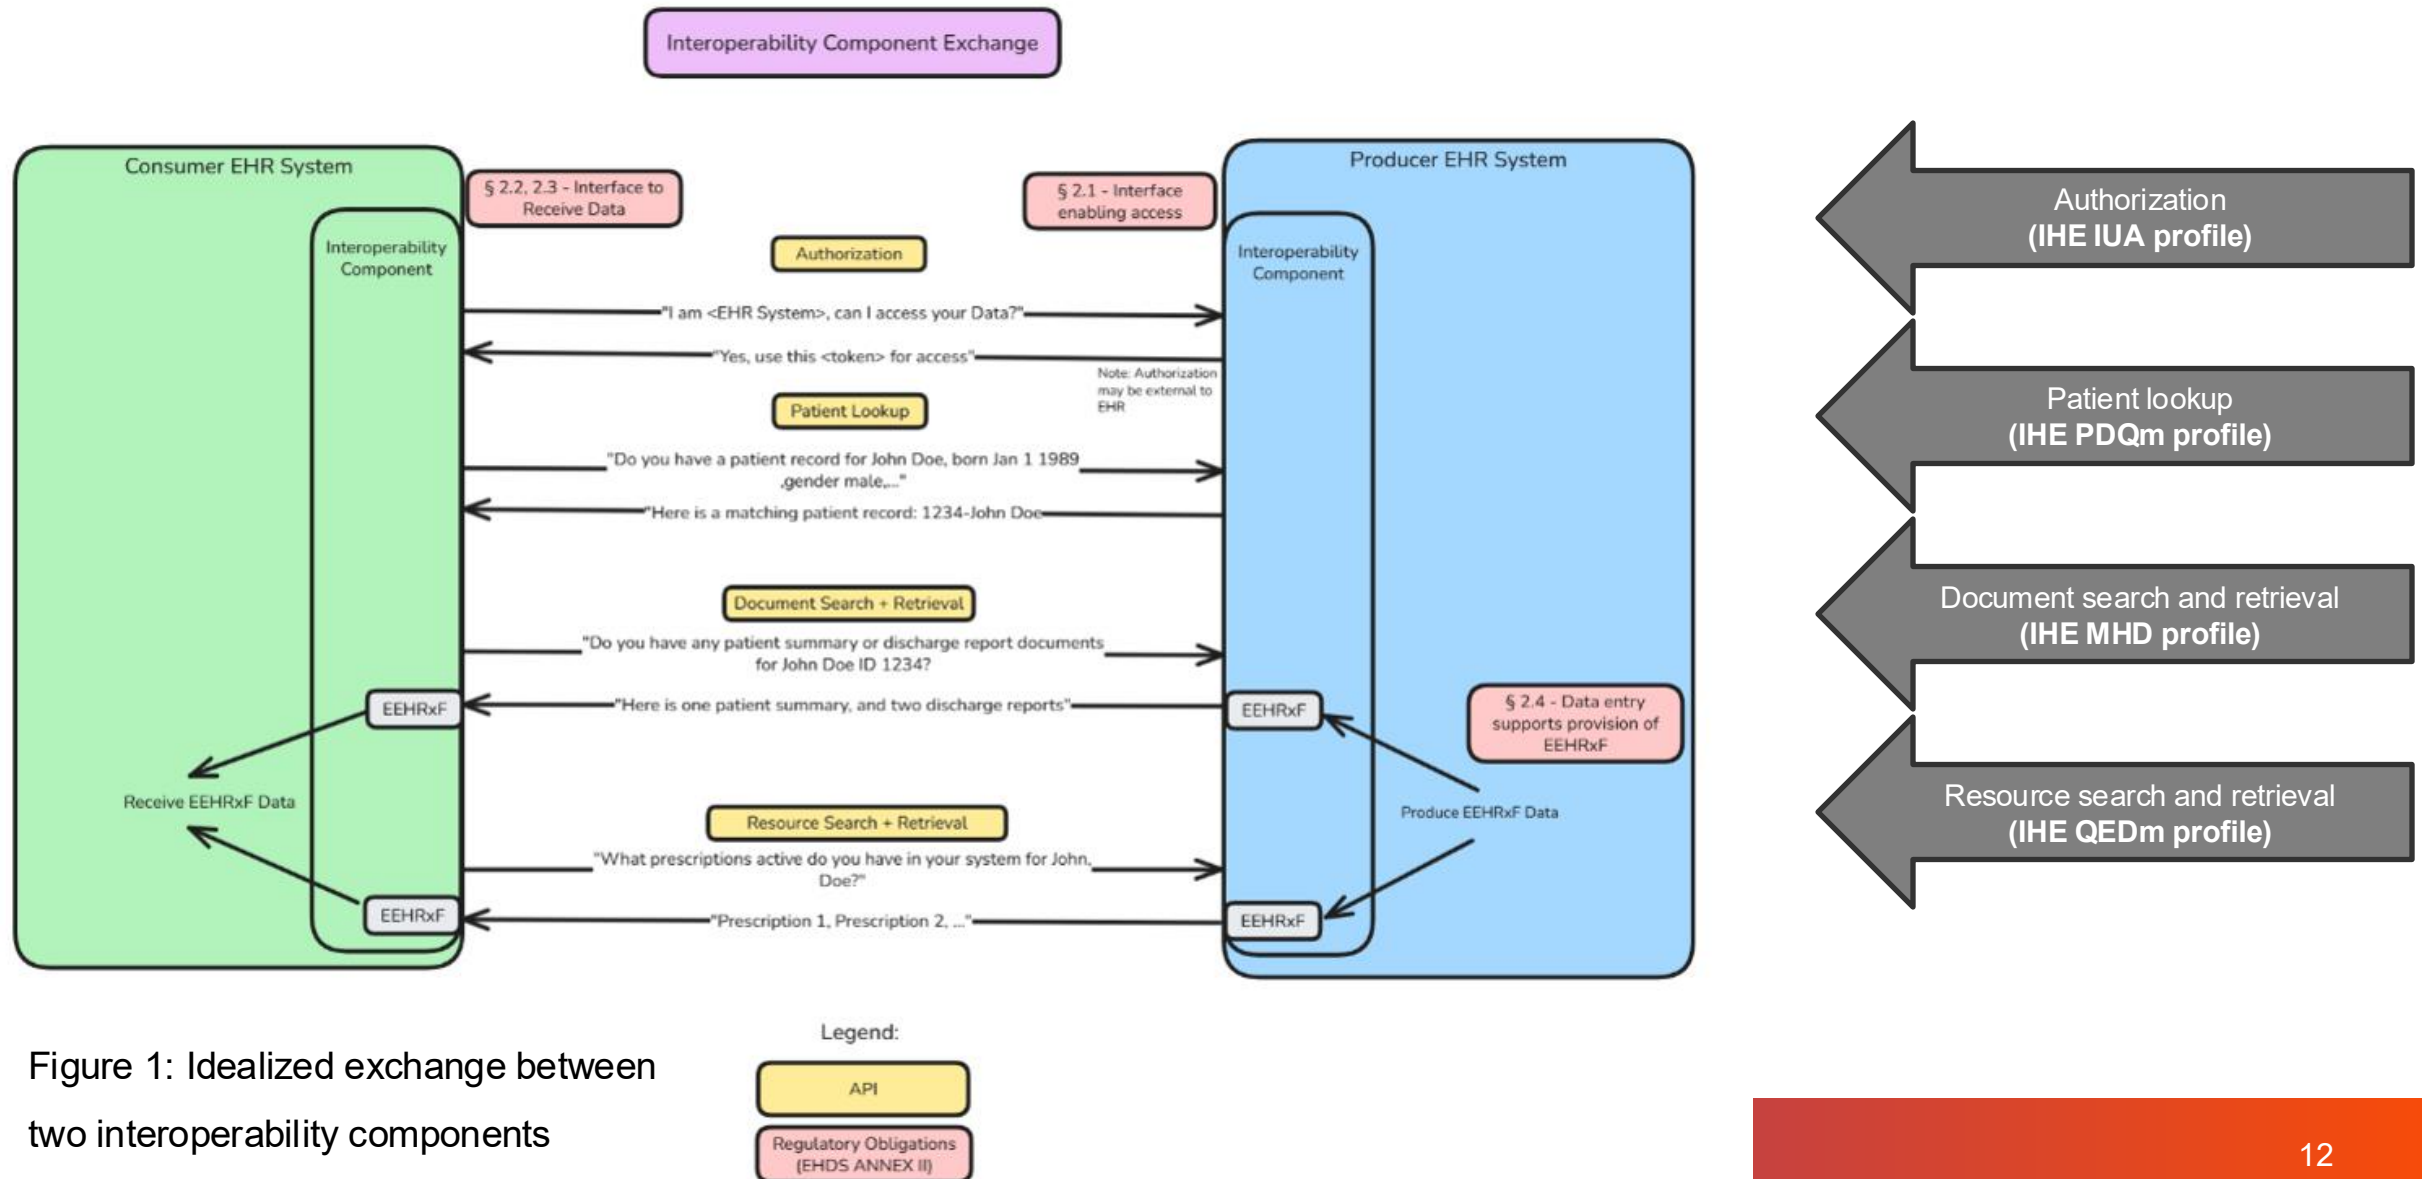 Interoperability Component Exchange
Consumer EHR System
§ 2.2, 2.3 - Interface to
Receive Data
§ 2.1 - Interface
enabling access
Producer EHR System
Interoperability
Component
Interoperability
Component
Authorization
"I am <EHR System>, can I access your Data?"
"Yes, use this <token> for access"
Note: Authorization
may be external to
EHR
Patient Lookup
"Do you have a patient record for John Doe, born Jan 1 1989
,gender male,..."
"Here is a matching patient record: 1234-John Doe
Document Search + Retrieval
"Do you have any patient summary or discharge report documents
for John Doe ID 1234?
EEHRxF
"Here is one patient summary, and two discharge reports"
EEHRxF
§ 2.4 - Data entry
supports provision of
EEHRxF
Receive EEHRxF Data
Produce EEHRxF Data
Resource Search + Retrieval
"What prescriptions active do you have in your system for John,
Doe?"
EEHRxF
"Prescription 1, Prescription 2, ..."
EEHRxF
Authorization
(IHE IUA profile)
Patient lookup
(IHE PDQm profile)
Document search and retrieval
(IHE MHD profile)
Resource search and retrieval
(IHE QEDm profile)
Figure 1: Idealized exchange between
two interoperability components
Legend:
API
Regulatory Obligations
(EHDS ANNEX II)
12